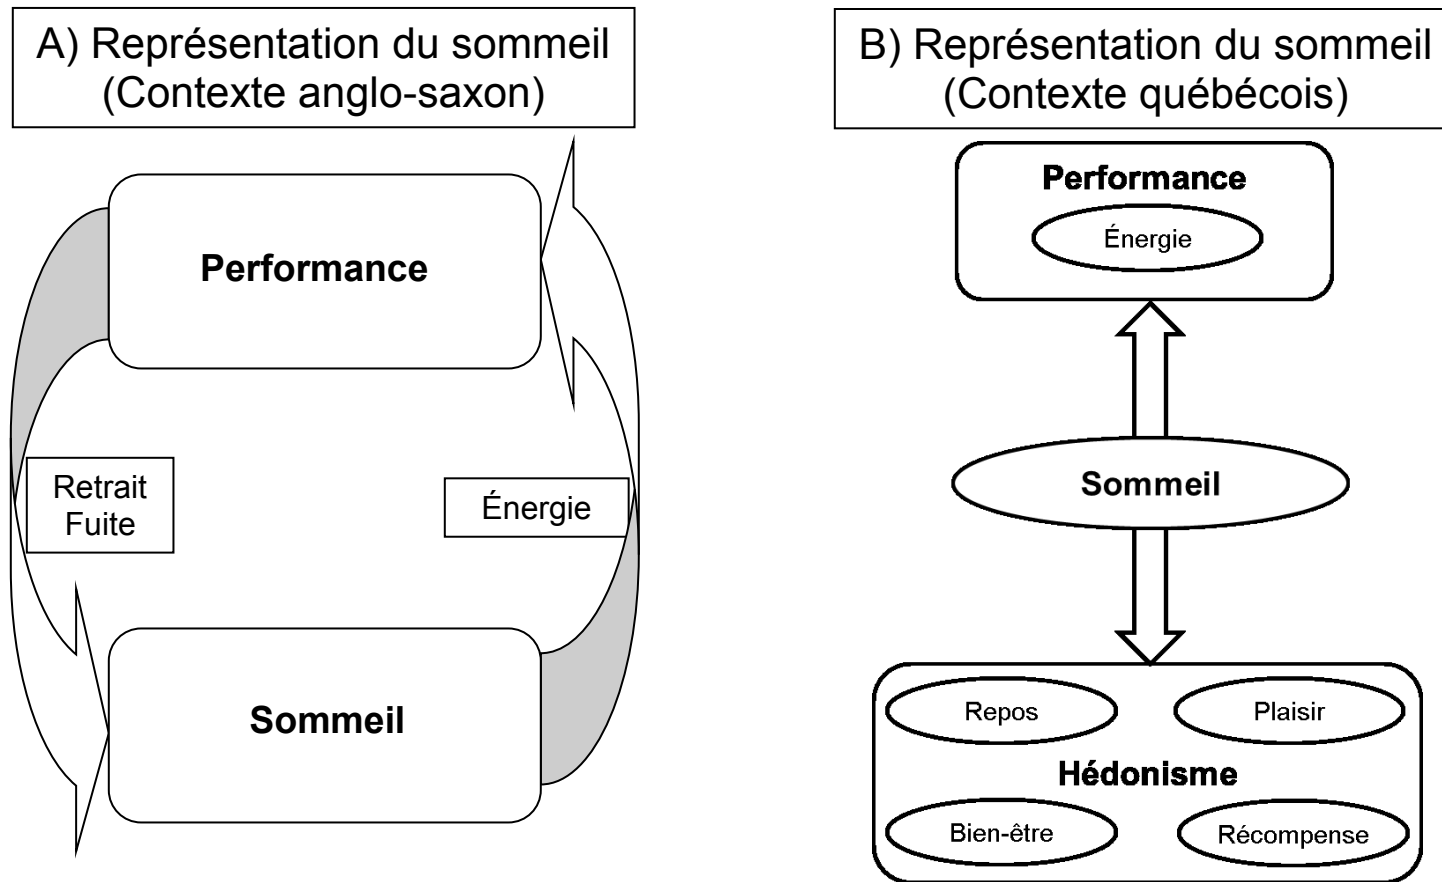 A) Représentation du sommeil
(Contexte anglo-saxon)
Performance
Retrait
Fuite
Énergie
Sommeil
B) Représentation du sommeil
(Contexte québécois)
Performance
Énergie
Sommeil
Repos
Plaisir
Hédonisme
Bien-être
Récompense